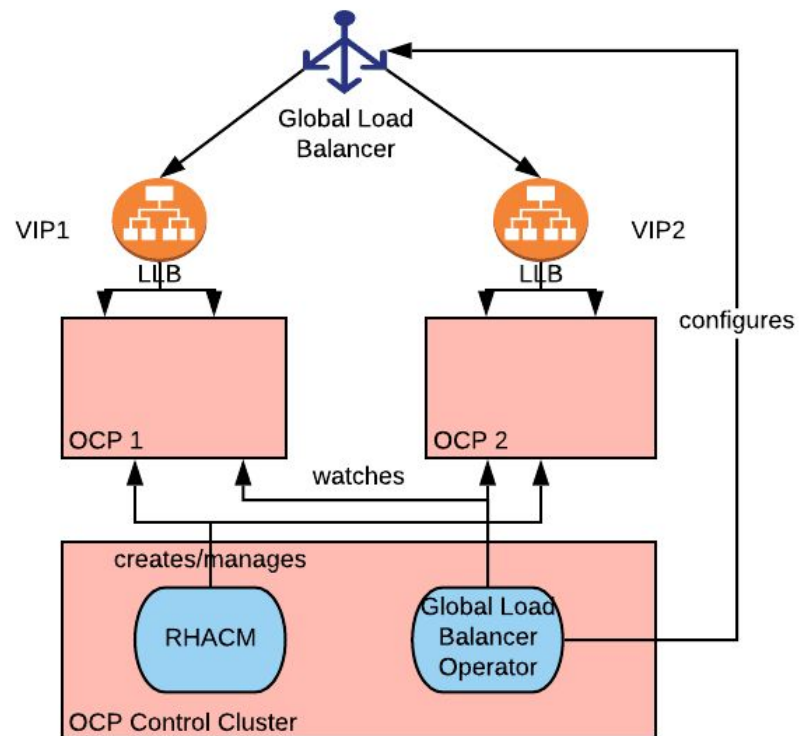 Global Load
Balancer
VIP1
VIP2
LLB
LLB
configures
OCP 1
OCP 2
watches
creates/manages
RHACM
Global Load
Balancer
Operator
OCP Control Cluster